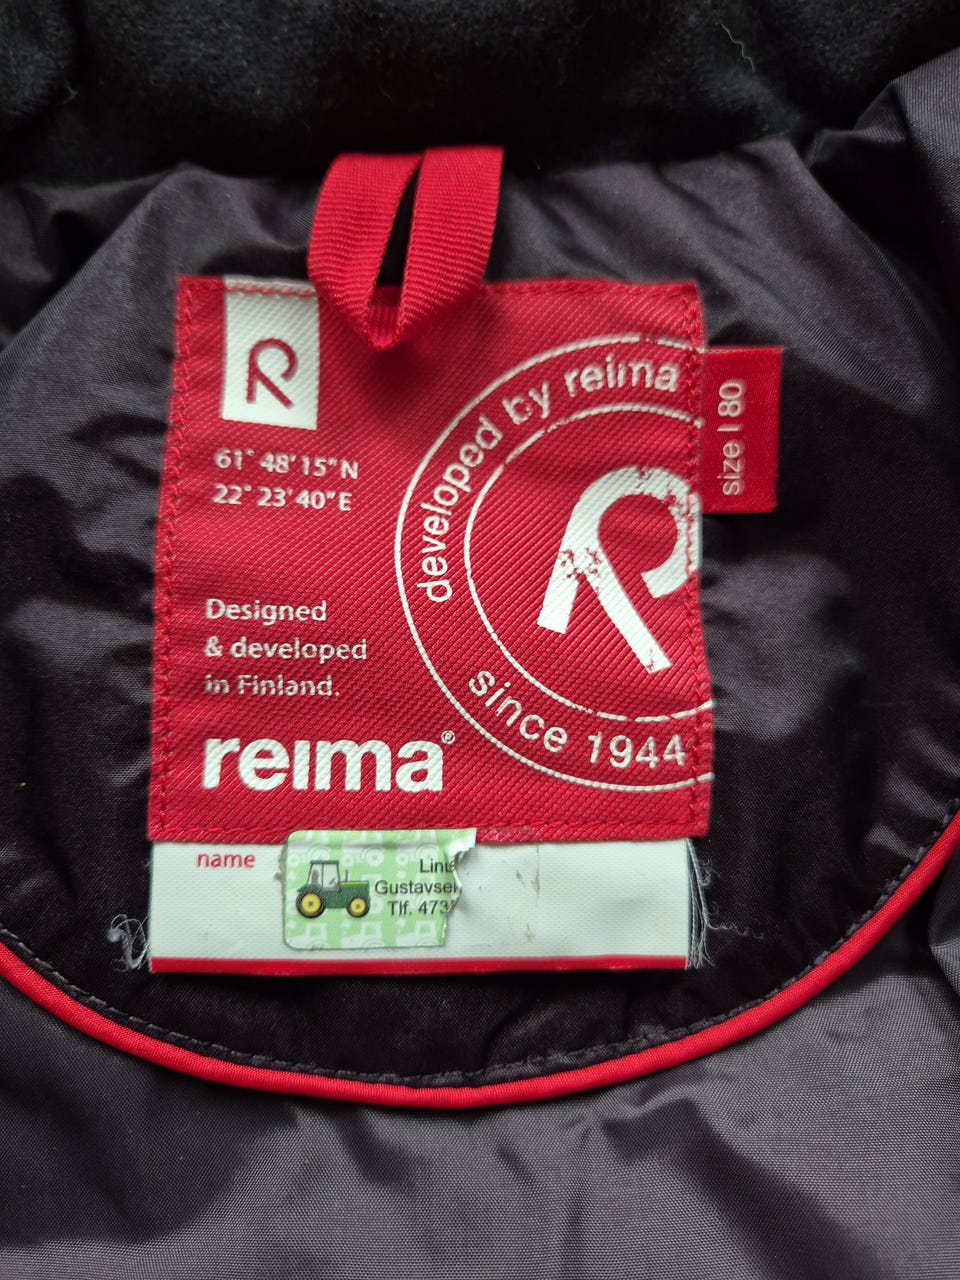 R
61° 48' 15" N
22° 23' 40" E
developed by reima
since 1944
size | 80
Designed
& developed
in Finland.
reima®
name
Tlf.